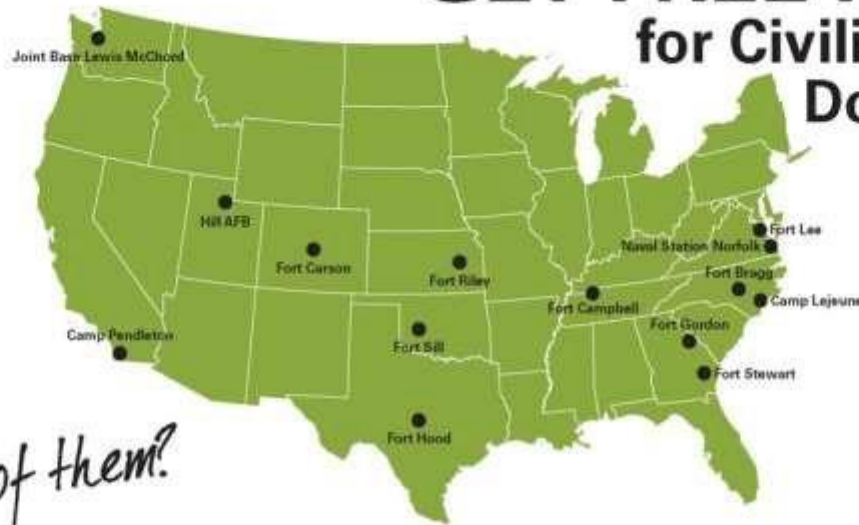 for Civili
Do
Joint Base Lewis McChord
Hill AFB
Fort Carson
Fort Riley
Fort Lee
Naval Station Norfolk
Fort Bragg
Fort Campbell
Camp Lejeune
Fort Gordon
Camp Pendleton
Fort Sill
Fort Stewart
Fort Hood
of them?